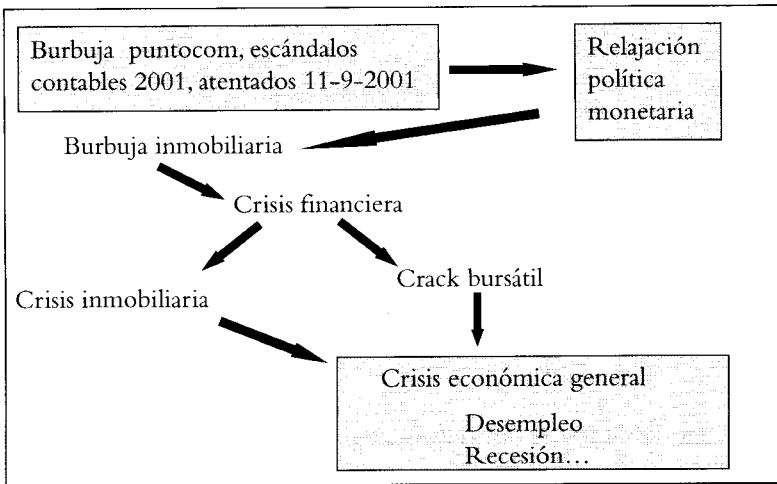 Burbuja puntocom, escándalos
contables 2001, atentados 11-9-2001
Relajación
política
monetaria
Burbuja inmobiliaria
Crisis financiera
Crack bursátil
Crisis inmobiliaria
Crisis económica general
Desempleo
Recesión...